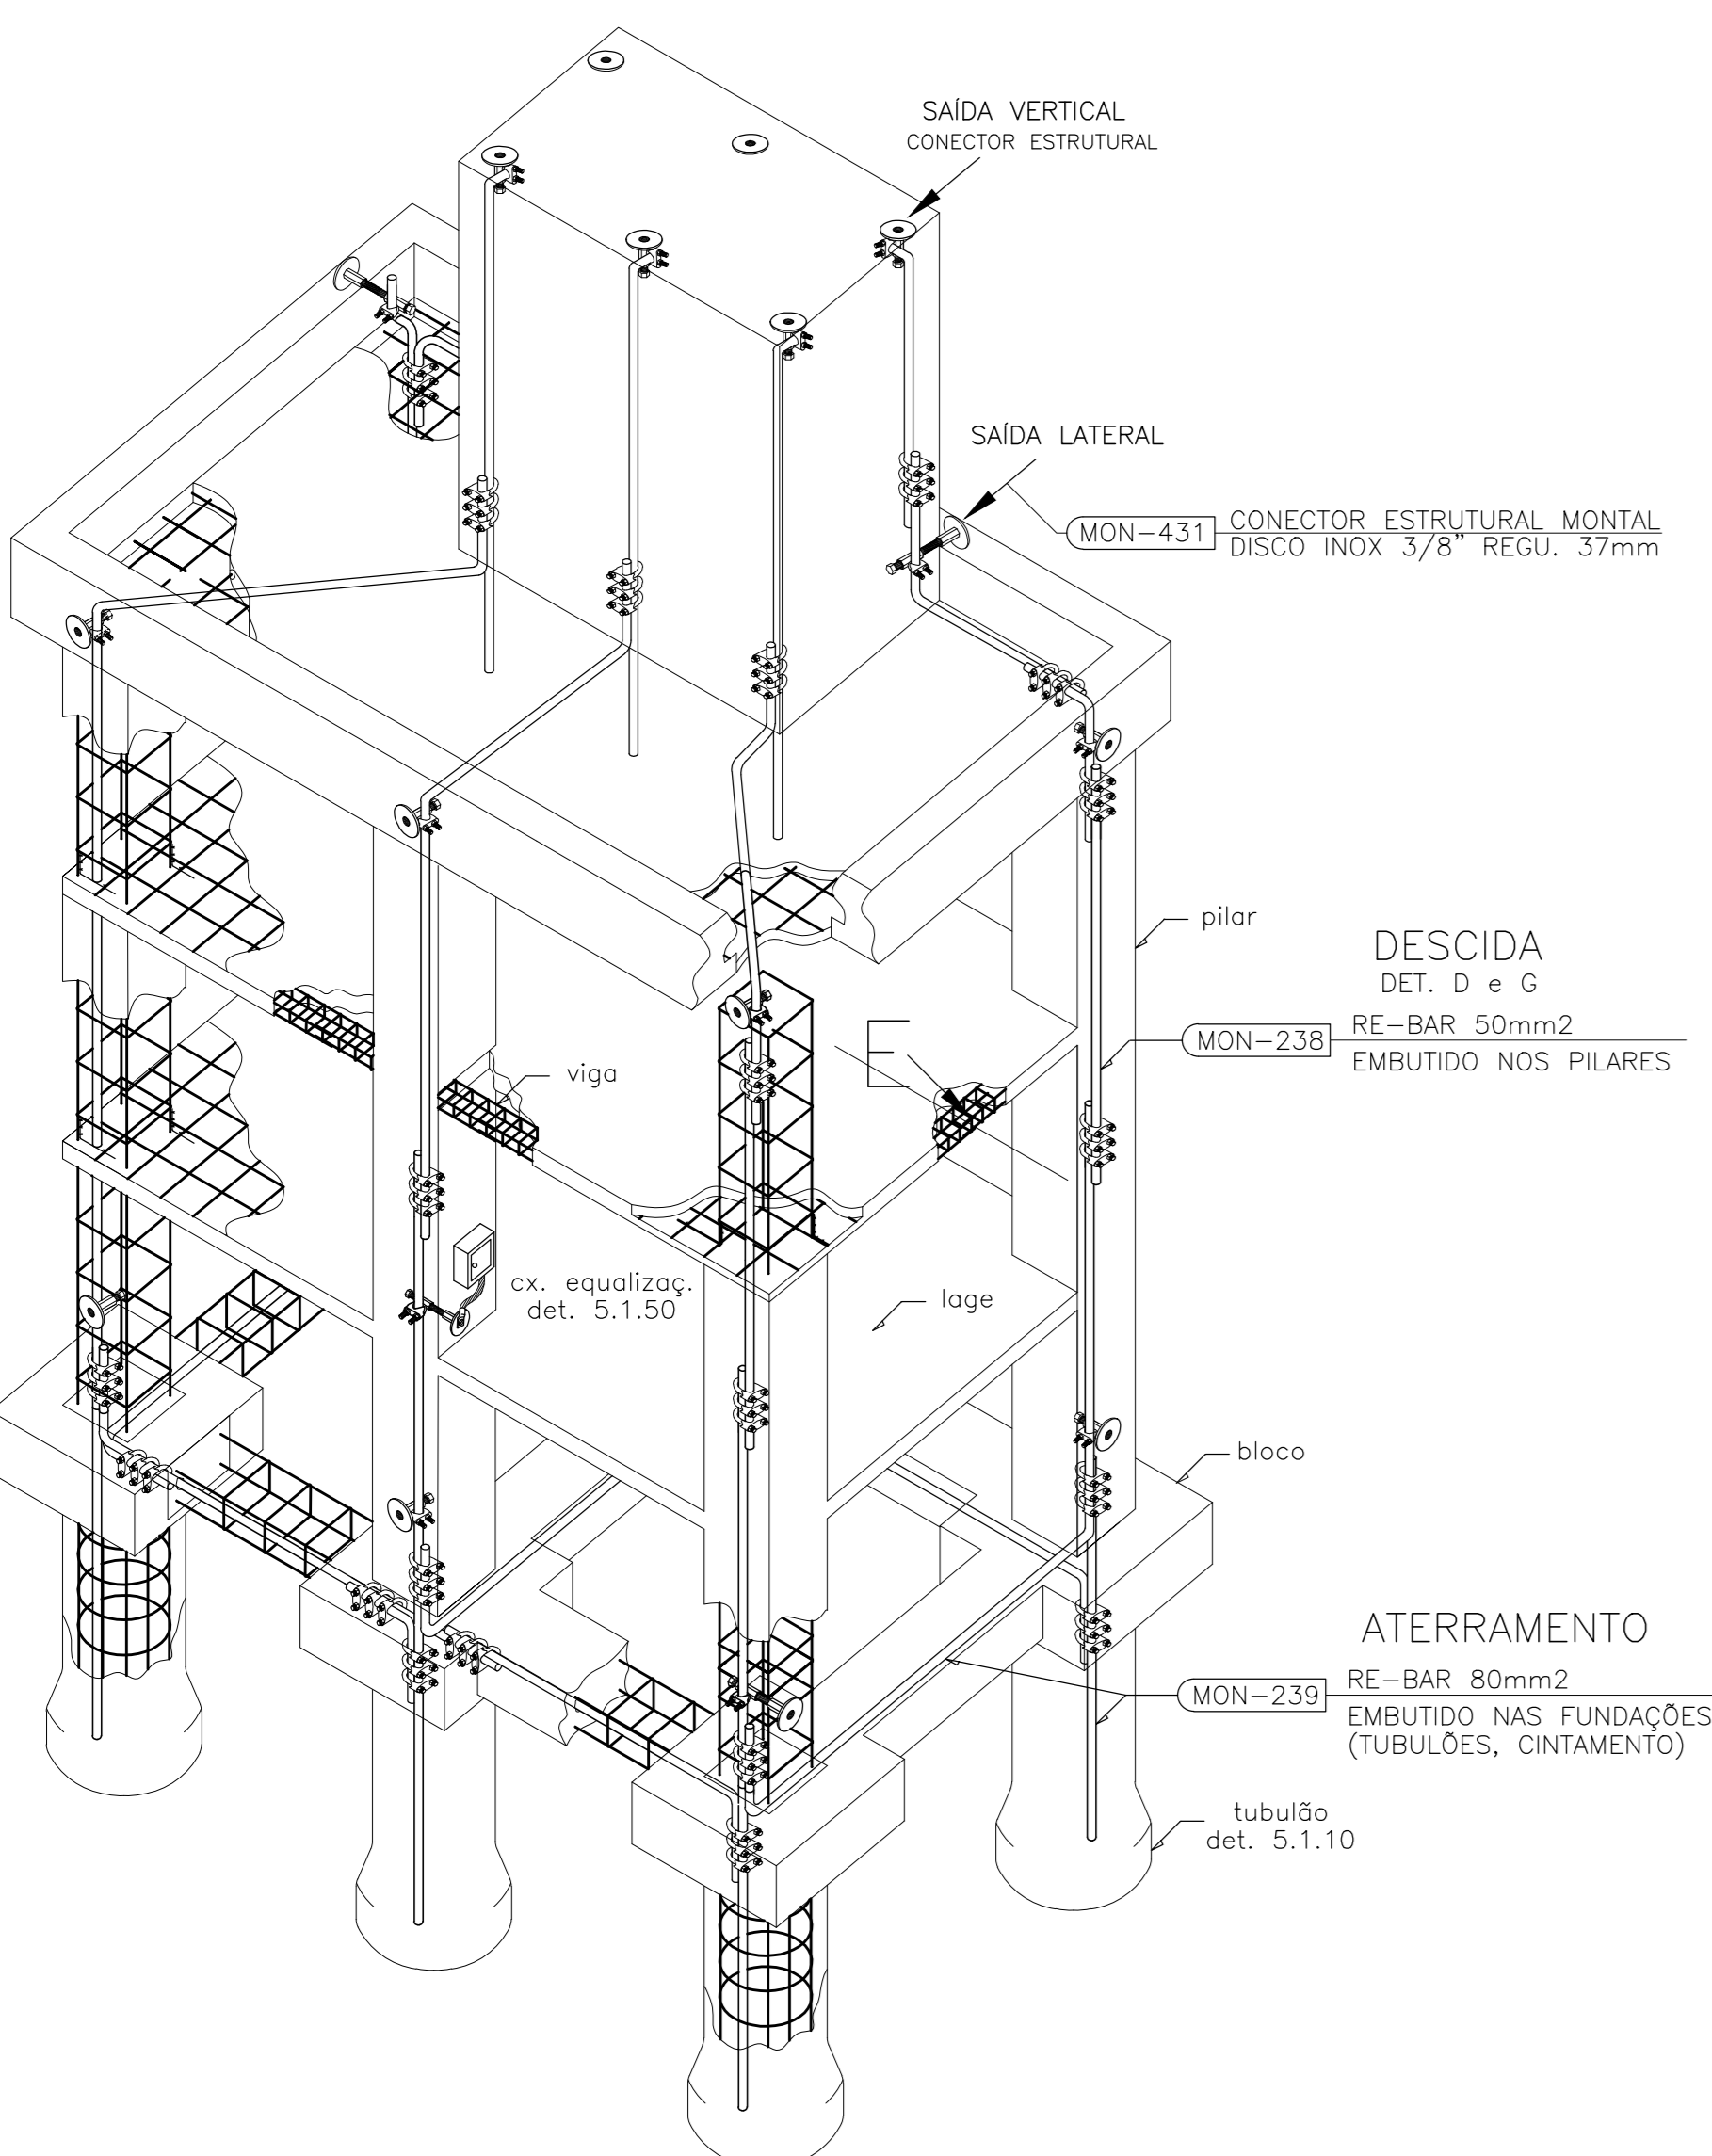 SAÍDA VERTICAL
CONECTOR ESTRUTURAL
SAÍDA LATERAL
MON-431
CONECTOR ESTRUTURAL MONTAL
DISCO INOX 3/8" REGU. 37mm
pilar
DESCIDA
DET. D e G
MON-238
RE-BAR 50mm2
EMBUTIDO NOS PILARES
E
viga
cx. equalizaç.
det. 5.1.50
lage
bloco
ATERRAMENTO
MON-239
RE-BAR 80mm2
EMBUTIDO NAS FUNDAÇÕES
(TUBULÕES, CINTAMENTO)
tubulão
det. 5.1.10